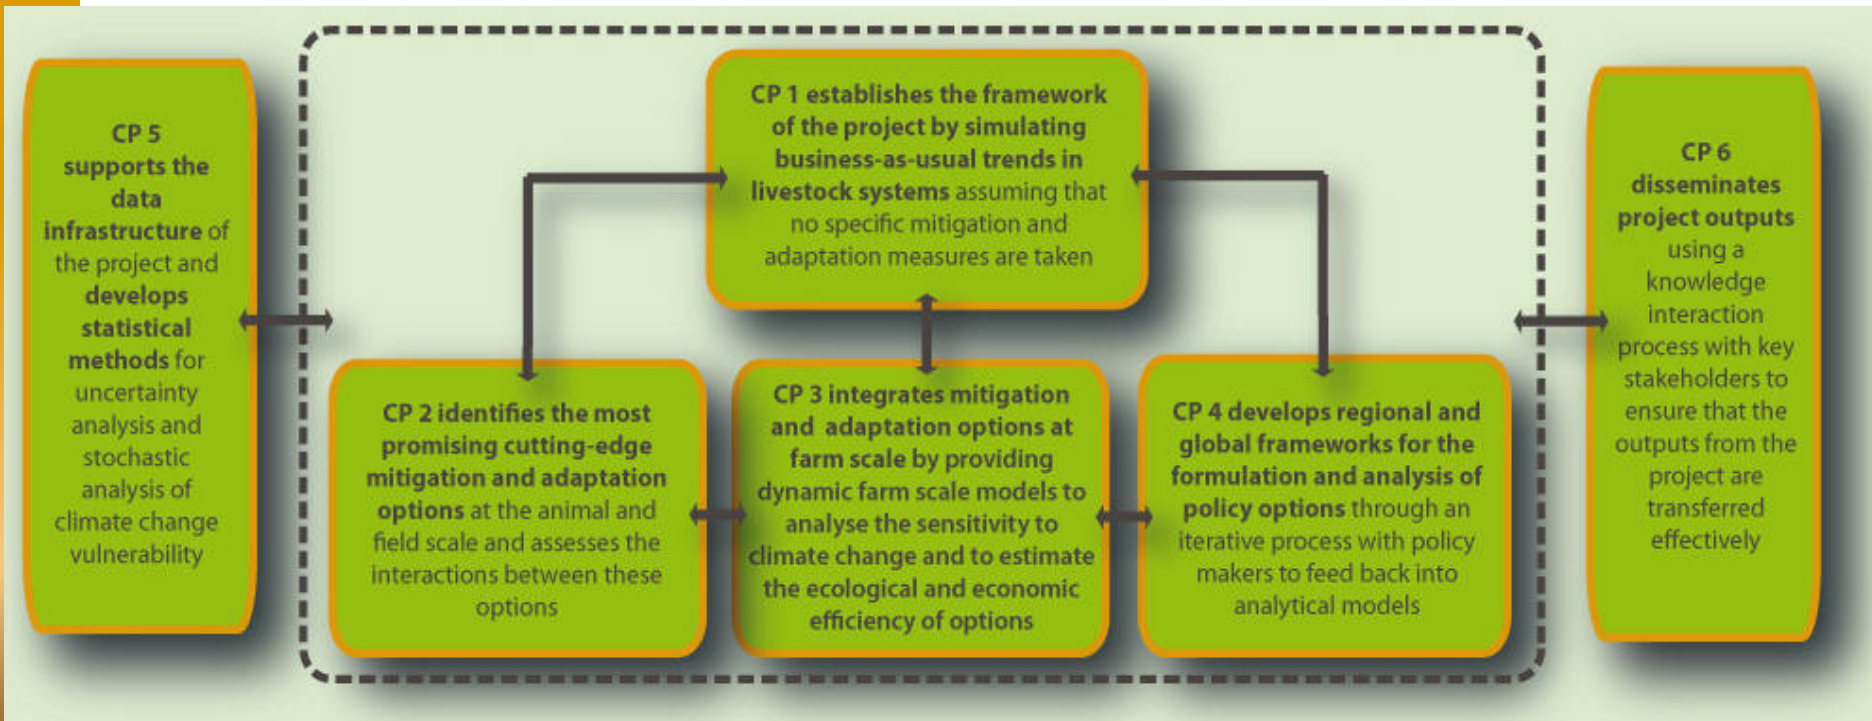 CP 5
supports the
data
infrastructure of
the project and
develops
statistical
methods for
uncertainty
analysis and
stochastic
analysis of
climate change
vulnerability
CP 1 establishes the framework
of the project by simulating
business-as-usual trends in
livestock systems assuming that
no specific mitigation and
adaptation measures are taken
CP 2 identifies the most
promising cutting-edge
mitigation and adaptation
options at the animal and
field scale and assesses the
interactions between these
options
CP 3 integrates mitigation
and adaptation options at
farm scale by providing
dynamic farm scale models to
analyse the sensitivity to
climate change and to estimate
the ecological and economic
efficiency of options
CP 4 develops regional and
global frameworks for the
formulation and analysis of
policy options through an
iterative process with policy
makers to feed back into
analytical models
CP 6
disseminates
project outputs
using a
knowledge
interaction
process with key
stakeholders to
ensure that the
outputs from the
project are
transferred
effectively